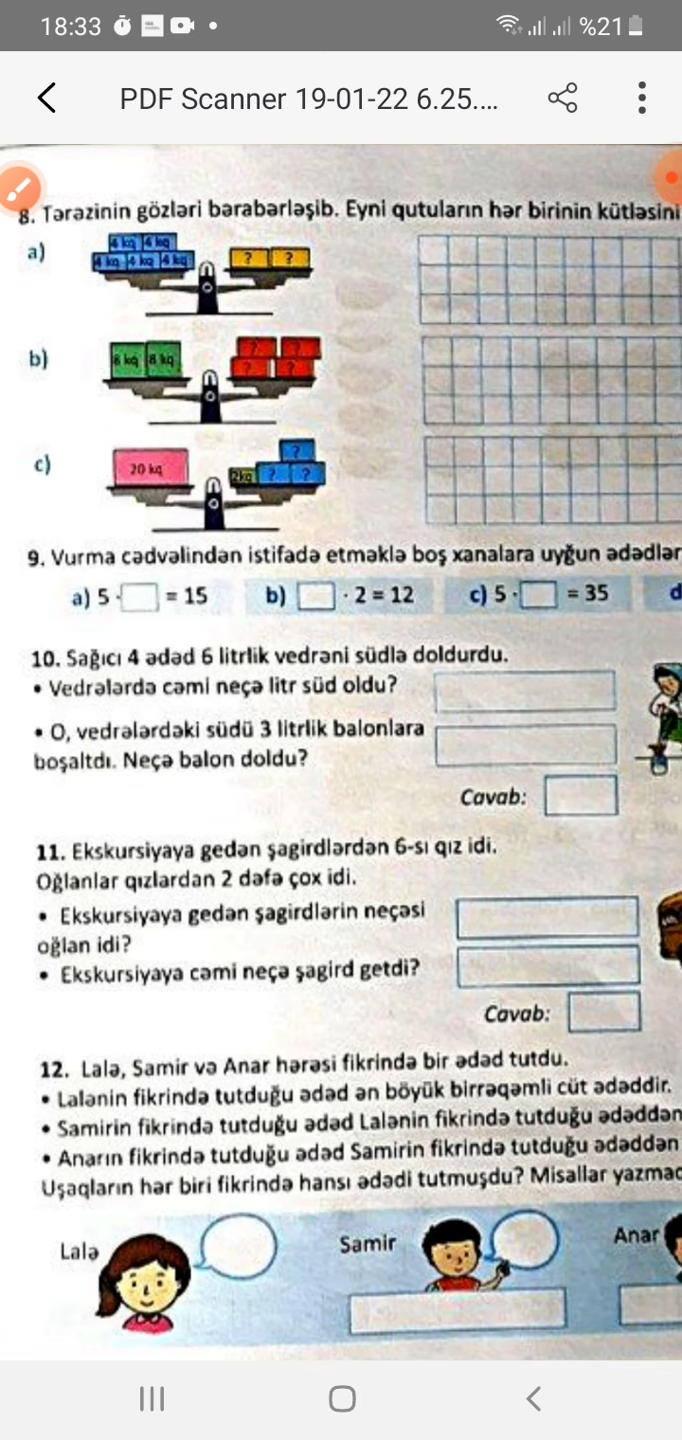 18:33 %21
PDF Scanner 19-01-22 6.25....
8. Tərəzinin gözləri bərabərləşib. Eyni qutuların hər birinin kütləsini
a)
4 kq 4 kq
4 kq 4 kq 4 kq ? ?
b)
? ?
8 kq 8 kq ? ?
c)
?
20 kq 2kq ? ?
9. Vurma cədvəlindən istifadə etməklə boş xanalara uyğun ədədlər
a) 5 · = 15 b) · 2 = 12 c) 5 · = 35 d
10. Sağıcı 4 ədəd 6 litrlik vedrəni südlə doldurdu.
• Vedrələrdə cəmi neçə litr süd oldu?
• O, vedrələrdəki südü 3 litrlik balonlara
boşaltdı. Neçə balon doldu?
Cavab:
11. Ekskursiyaya gedən şagirdlərdən 6-sı qız idi.
Oğlanlar qızlardan 2 dəfə çox idi.
• Ekskursiyaya gedən şagirdlərin neçəsi
oğlan idi?
• Ekskursiyaya cəmi neçə şagird getdi?
Cavab:
12. Lalə, Samir və Anar hərəsi fikrində bir ədəd tutdu.
• Lalənin fikrində tutduğu ədəd ən böyük birrəqəmli cüt ədəddir.
• Samirin fikrində tutduğu ədəd Lalənin fikrində tutduğu ədəddən
• Anarın fikrində tutduğu ədəd Samirin fikrində tutduğu ədəddən
Uşaqların hər biri fikrində hansı ədədi tutmuşdu? Misallar yazmaq
Lalə Samir Anar